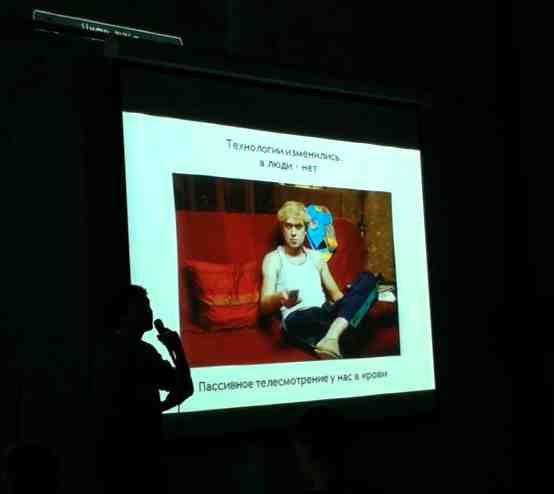 Технологии изменились,
а люди - нет
Пассивное телесмотрение у нас в крови